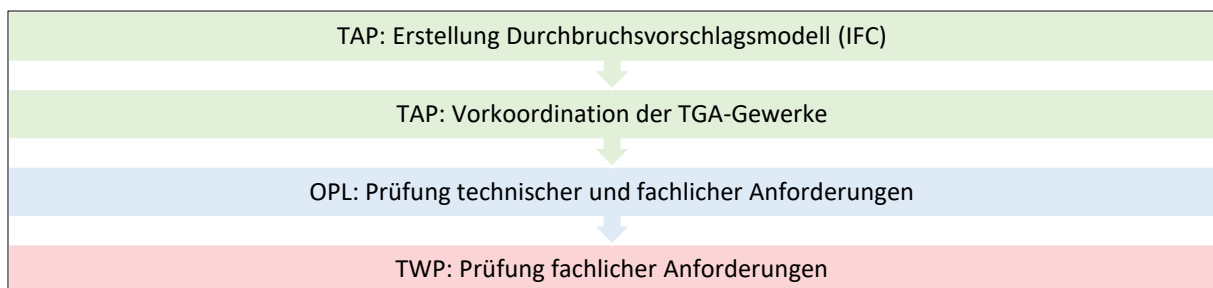 TAP: Erstellung Durchbruchsvorschlagsmodell (IFC)
TAP: Vorkoordination der TGA-Gewerke
OPL: Prüfung technischer und fachlicher Anforderungen
TWP: Prüfung fachlicher Anforderungen